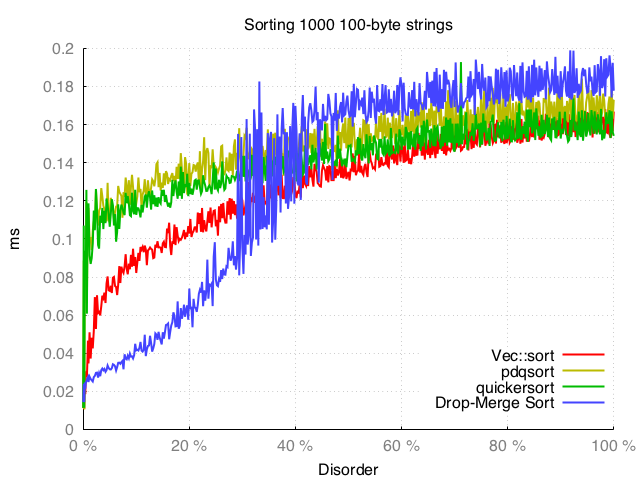 Sorting 1000 100-byte strings
0.2
0.18
0.16
0.14
0.12
0.1
0.08
0.06
0.04
0.02
0
ms
Vec::sort
pdqsort
quickersort
Drop-Merge Sort
0 %
20 %
40 %
60 %
80 %
100 %
Disorder